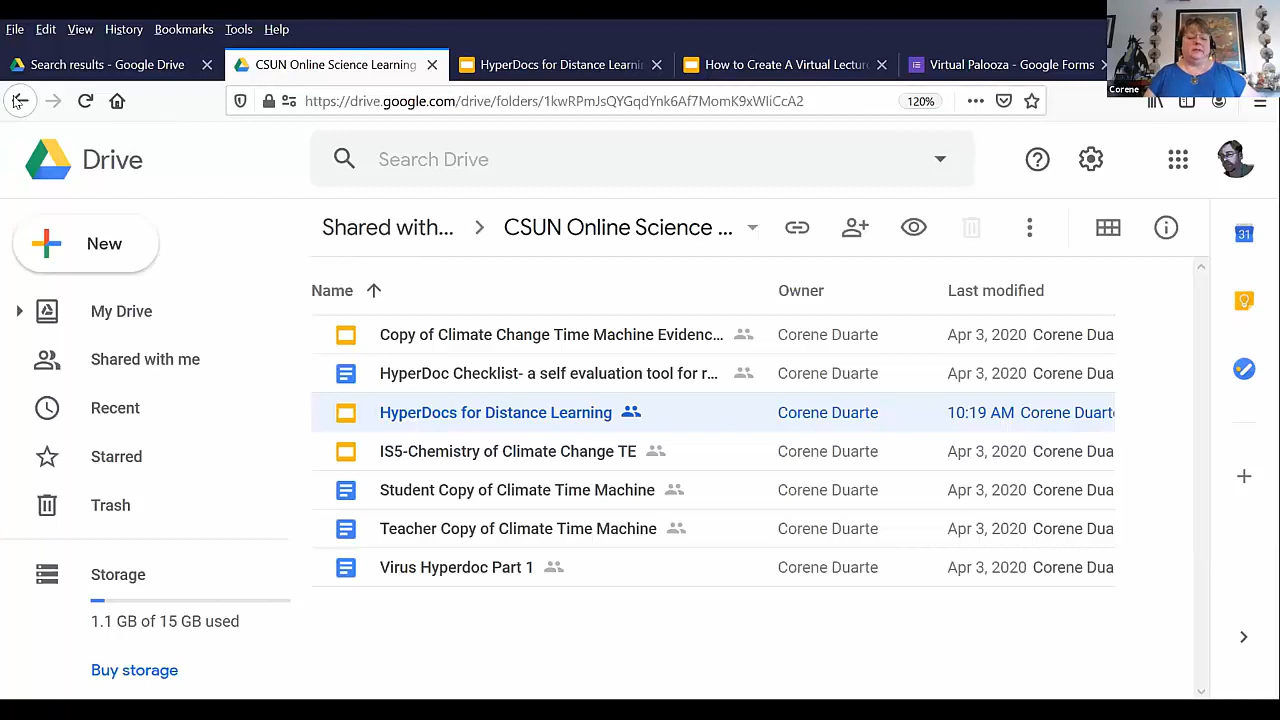 File Edit View History Bookmarks Tools Help
Search results - Google Drive
CSUN Online Science Learning
HyperDocs for Distance Learni
How to Create A Virtual Lectur
Virtual Palooza - Google Forms
Corene
https://drive.google.com/drive/folders/1kwRPmJsQYGqdYnk6Af7MomK9xWIiCcA2
120%
Drive
Search Drive
New
Shared with... > CSUN Online Science ...
31
Name Owner Last modified
My Drive
Shared with me
Recent
Starred
Trash
Storage
1.1 GB of 15 GB used
Buy storage
Copy of Climate Change Time Machine Evidenc... Corene Duarte Apr 3, 2020 Corene Dua
HyperDoc Checklist- a self evaluation tool for r... Corene Duarte Apr 3, 2020 Corene Dua
HyperDocs for Distance Learning Corene Duarte 10:19 AM Corene Duarte
IS5-Chemistry of Climate Change TE Corene Duarte Apr 3, 2020 Corene Dua
Student Copy of Climate Time Machine Corene Duarte Apr 3, 2020 Corene Dua
Teacher Copy of Climate Time Machine Corene Duarte Apr 3, 2020 Corene Dua
Virus Hyperdoc Part 1 Corene Duarte Apr 3, 2020 Corene Dua